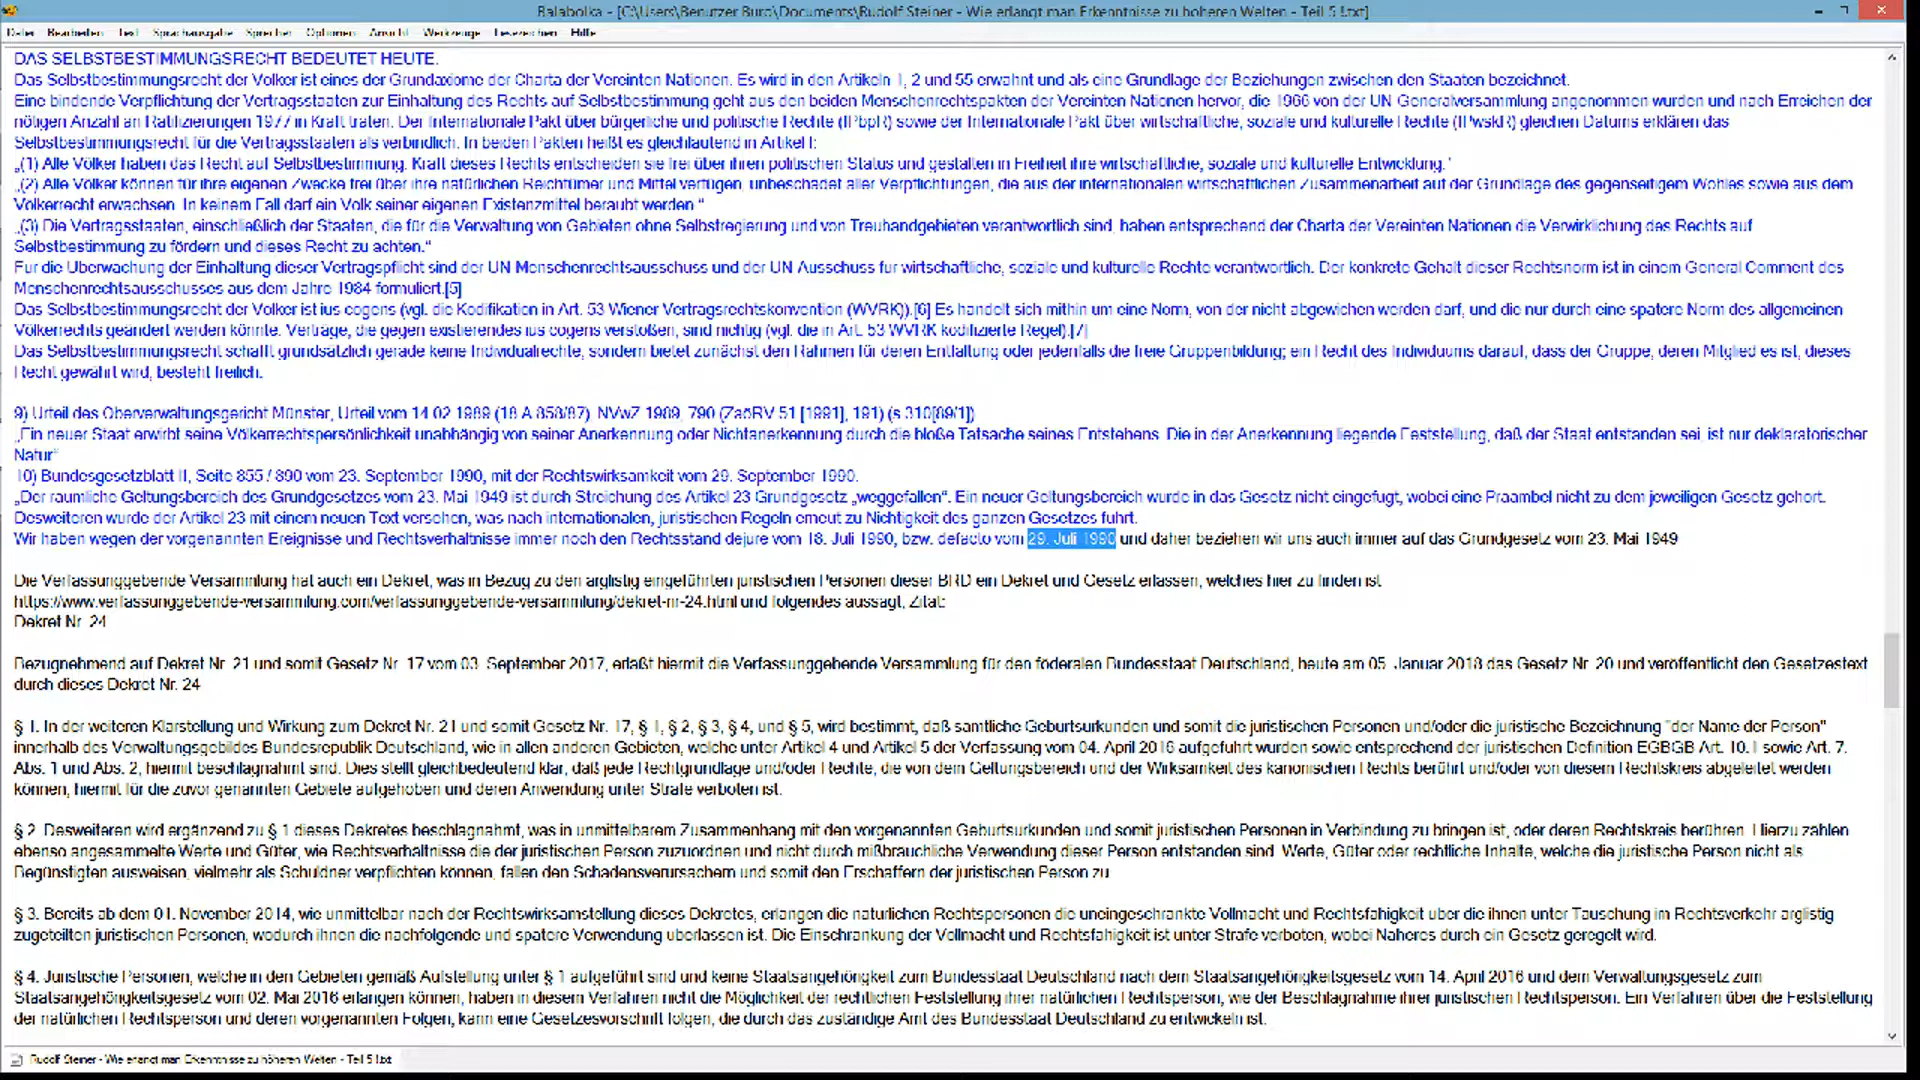 Balabolka - [C:\Users\Benutzer Büro\Documents\Rudolf Steiner - Wie erlangt man Erkenntnisse zu höheren Welten - Teil 5 !.txt]
Datei Bearbeiten Text Sprachausgabe Sprecher Optionen Ansicht Werkzeuge Lesezeichen Hilfe
DAS SELBSTBESTIMMUNGSRECHT BEDEUTET HEUTE:
Das Selbstbestimmungsrecht der Völker ist eines der Grundaxiome der Charta der Vereinten Nationen. Es wird in den Artikeln 1, 2 und 55 erwähnt und als eine Grundlage der Beziehungen zwischen den Staaten bezeichnet.
Eine bindende Verpflichtung der Vertragsstaaten zur Einhaltung des Rechts auf Selbstbestimmung geht aus den beiden Menschenrechtspakten der Vereinten Nationen hervor, die 1966 von der UN Generalversammlung angenommen wurden und nach Erreichen der
nötigen Anzahl an Ratifizierungen 1977 in Kraft traten. Der Internationale Pakt über bürgerliche und politische Rechte (IPbpR) sowie der Internationale Pakt über wirtschaftliche, soziale und kulturelle Rechte (IPwskR) gleichen Datums erklären das
Selbstbestimmungsrecht für die Vertragsstaaten als verbindlich. In beiden Pakten heißt es gleichlautend in Artikel I:
„(1) Alle Völker haben das Recht auf Selbstbestimmung. Kraft dieses Rechts entscheiden sie frei über ihren politischen Status und gestalten in Freiheit ihre wirtschaftliche, soziale und kulturelle Entwicklung.“
„(2) Alle Völker können für ihre eigenen Zwecke frei über ihre natürlichen Reichtümer und Mittel verfügen, unbeschadet aller Verpflichtungen, die aus der internationalen wirtschaftlichen Zusammenarbeit auf der Grundlage des gegenseitigem Wohles sowie aus dem
Völkerrecht erwachsen. In keinem Fall darf ein Volk seiner eigenen Existenzmittel beraubt werden.“
„(3) Die Vertragsstaaten, einschließlich der Staaten, die für die Verwaltung von Gebieten ohne Selbstregierung und von Treuhandgebieten verantwortlich sind, haben entsprechend der Charta der Vereinten Nationen die Verwirklichung des Rechts auf
Selbstbestimmung zu fördern und dieses Recht zu achten.“
Für die Überwachung der Einhaltung dieser Vertragspflicht sind der UN Menschenrechtsausschuss und der UN Ausschuss für wirtschaftliche, soziale und kulturelle Rechte verantwortlich. Der konkrete Gehalt dieser Rechtsnorm ist in einem General Comment des
Menschenrechtsausschusses aus dem Jahre 1984 formuliert.[5]
Das Selbstbestimmungsrecht der Völker ist ius cogens (vgl. die Kodifikation in Art. 53 Wiener Vertragsrechtskonvention (WVRK)).[6] Es handelt sich mithin um eine Norm, von der nicht abgewichen werden darf, und die nur durch eine spätere Norm des allgemeinen
Völkerrechts geändert werden könnte. Verträge, die gegen existierendes ius cogens verstoßen, sind nichtig (vgl. die in Art. 53 WVRK kodifizierte Regel).[7]
Das Selbstbestimmungsrecht schafft grundsätzlich gerade keine Individualrechte, sondern bietet zunächst den Rahmen für deren Entfaltung oder jedenfalls die freie Gruppenbildung; ein Recht des Individuums darauf, dass der Gruppe, deren Mitglied es ist, dieses
Recht gewährt wird, besteht freilich.
9) Urteil des Oberverwaltungsgericht Münster, Urteil vom 14.02.1989 (18 A 858/87), NVwZ 1989, 790 (ZaöRV 51 [1991], 191) (s.310[89/1])
„Ein neuer Staat erwirbt seine Völkerrechtspersönlichkeit unabhängig von seiner Anerkennung oder Nichtanerkennung durch die bloße Tatsache seines Entstehens. Die in der Anerkennung liegende Feststellung, daß der Staat entstanden sei, ist nur deklaratorischer
Natur“
10) Bundesgesetzblatt II, Seite 855 / 890 vom 23. September 1990, mit der Rechtswirksamkeit vom 29. September 1990.
„Der räumliche Geltungsbereich des Grundgesetzes vom 23. Mai 1949 ist durch Streichung des Artikel 23 Grundgesetz „weggefallen“. Ein neuer Geltungsbereich wurde in das Gesetz nicht eingefügt, wobei eine Präambel nicht zu dem jeweiligen Gesetz gehört.
Desweiteren wurde der Artikel 23 mit einem neuen Text versehen, was nach internationalen, juristischen Regeln erneut zu Nichtigkeit des ganzen Gesetzes führt.
Wir haben wegen der vorgenannten Ereignisse und Rechtsverhältnisse immer noch den Rechtsstand dejure vom 18. Juli 1990, bzw. defacto vom 29. Juli 1990 und daher beziehen wir uns auch immer auf das Grundgesetz vom 23. Mai 1949
Die Verfassunggebende Versammlung hat auch ein Dekret, was in Bezug zu den arglistig eingeführten juristischen Personen dieser BRD ein Dekret und Gesetz erlassen, welches hier zu finden ist
https://www.verfassunggebende-versammlung.com/verfassunggebende-versammlung/dekret-nr-24.html und folgendes aussagt, Zitat:
Dekret Nr. 24
Bezugnehmend auf Dekret Nr. 21 und somit Gesetz Nr. 17 vom 03. September 2017, erläßt hiermit die Verfassunggebende Versammlung für den föderalen Bundesstaat Deutschland, heute am 05. Januar 2018 das Gesetz Nr. 20 und veröffentlicht den Gesetzestext
durch dieses Dekret Nr. 24
§ 1. In der weiteren Klarstellung und Wirkung zum Dekret Nr. 21 und somit Gesetz Nr. 17, § 1, § 2, § 3, § 4, und § 5, wird bestimmt, daß sämtliche Geburtsurkunden und somit die juristischen Personen und/oder die juristische Bezeichnung "der Name der Person"
innerhalb des Verwaltungsgebildes Bundesrepublik Deutschland, wie in allen anderen Gebieten, welche unter Artikel 4 und Artikel 5 der Verfassung vom 04. April 2016 aufgeführt wurden sowie entsprechend der juristischen Definition EGBGB Art. 10.1 sowie Art. 7.
Abs. 1 und Abs. 2, hiermit beschlagnahmt sind. Dies stellt gleichbedeutend klar, daß jede Rechtgrundlage und/oder Rechte, die von dem Geltungsbereich und der Wirksamkeit des kanonischen Rechts berührt und/oder von diesem Rechtskreis abgeleitet werden
können, hiermit für die zuvor genannten Gebiete aufgehoben und deren Anwendung unter Strafe verboten ist.
§ 2. Desweiteren wird ergänzend zu § 1 dieses Dekretes beschlagnahmt, was in unmittelbarem Zusammenhang mit den vorgenannten Geburtsurkunden und somit juristischen Personen in Verbindung zu bringen ist, oder deren Rechtskreis berühren. Hierzu zählen
ebenso angesammelte Werte und Güter, wie Rechtsverhältnisse die der juristischen Person zuzuordnen und nicht durch mißbräuchliche Verwendung dieser Person entstanden sind. Werte, Güter oder rechtliche Inhalte, welche die juristische Person nicht als
Begünstigten ausweisen, vielmehr als Schuldner verpflichten können, fallen den Schadensverursachern und somit den Erschaffern der juristischen Person zu.
§ 3. Bereits ab dem 01. November 2014, wie unmittelbar nach der Rechtswirksamstellung dieses Dekretes, erlangen die natürlichen Rechtspersonen die uneingeschränkte Vollmacht und Rechtsfähigkeit über die ihnen unter Täuschung im Rechtsverkehr arglistig
zugeteilten juristischen Personen, wodurch ihnen die nachfolgende und spätere Verwendung überlassen ist. Die Einschränkung der Vollmacht und Rechtsfähigkeit ist unter Strafe verboten, wobei Näheres durch ein Gesetz geregelt wird.
§ 4. Juristische Personen, welche in den Gebieten gemäß Aufstellung unter § 1 aufgeführt sind und keine Staatsangehörigkeit zum Bundesstaat Deutschland nach dem Staatsangehörigkeitsgesetz vom 14. April 2016 und dem Verwaltungsgesetz zum
Staatsangehörigkeitsgesetz vom 02. Mai 2016 erlangen können, haben in diesem Verfahren nicht die Möglichkeit der rechtlichen Feststellung ihrer natürlichen Rechtsperson, wie der Beschlagnahme ihrer juristischen Rechtsperson. Ein Verfahren über die Feststellung
der natürlichen Rechtsperson und deren vorgenannten Folgen, kann eine Gesetzesvorschrift folgen, die durch das zuständige Amt des Bundesstaat Deutschland zu entwickeln ist.
Rudolf Steiner - Wie erlangt man Erkenntnisse zu höheren Welten - Teil 5 !.txt